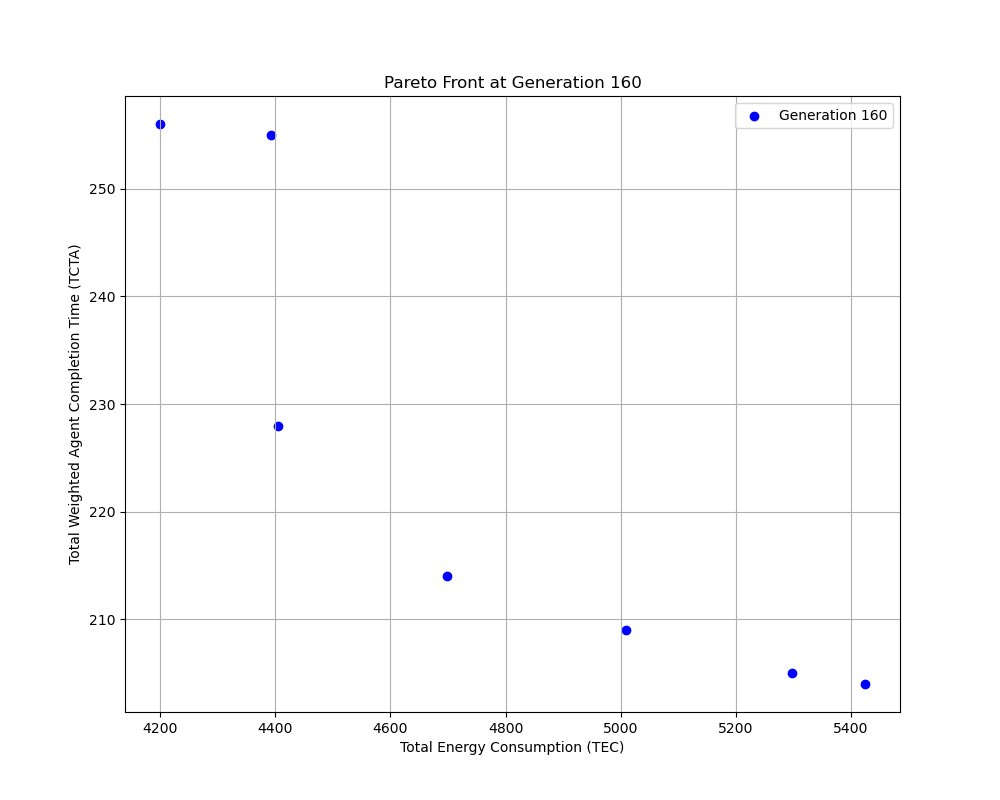 Pareto Front at Generation 160
Generation 160
250
240
230
220
210
Total Weighted Agent Completion Time (TCTA)
4200 4400 4600 4800 5000 5200 5400
Total Energy Consumption (TEC)